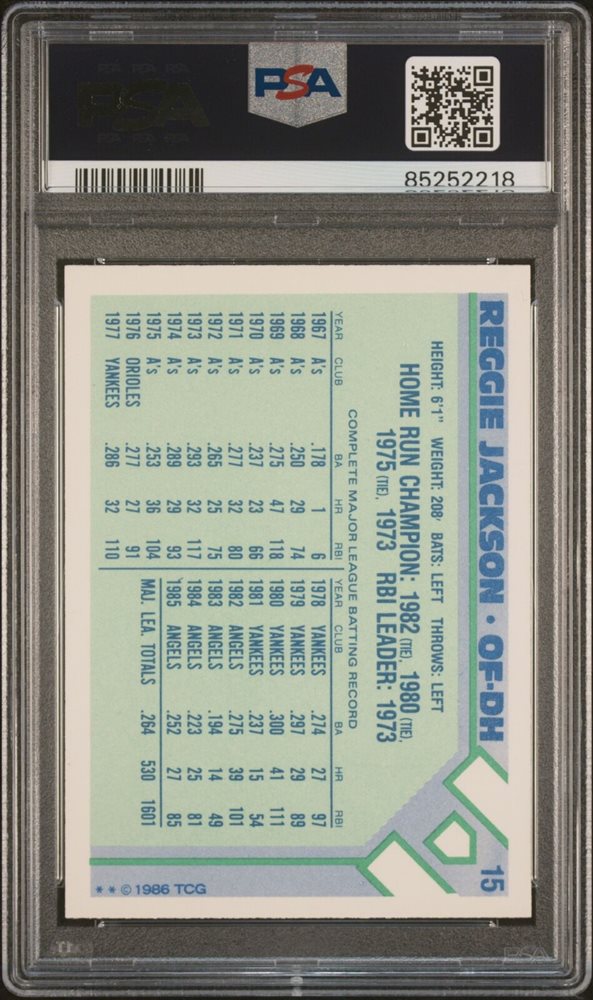 PSA
85252218
REGGIE JACKSON • OF-DH
15
HEIGHT: 6'1" WEIGHT: 208 BATS: LEFT THROWS: LEFT
HOME RUN CHAMPION: 1982 (TIE), 1980 (TIE),
1975 (TIE), 1973 RBI LEADER: 1973
COMPLETE MAJOR LEAGUE BATTING RECORD
YEAR CLUB BA HR RBI
1967 A's .178 1 6
1968 A's .250 29 74
1969 A's .275 47 118
1970 A's .237 23 66
1971 A's .277 32 80
1972 A's .265 25 75
1973 A's .293 32 117
1974 A's .289 29 93
1975 A's .253 36 104
1976 ORIOLES .277 27 91
1977 YANKEES .286 32 110
YEAR CLUB BA HR RBI
1978 YANKEES .274 27 97
1979 YANKEES .297 29 89
1980 YANKEES .300 41 111
1981 YANKEES .237 15 54
1982 ANGELS .275 39 101
1983 ANGELS .194 14 49
1984 ANGELS .223 25 81
1985 ANGELS .252 27 85
MAJ. LEA. TOTALS .264 530 1601
* * © 1986 TCG
PSA